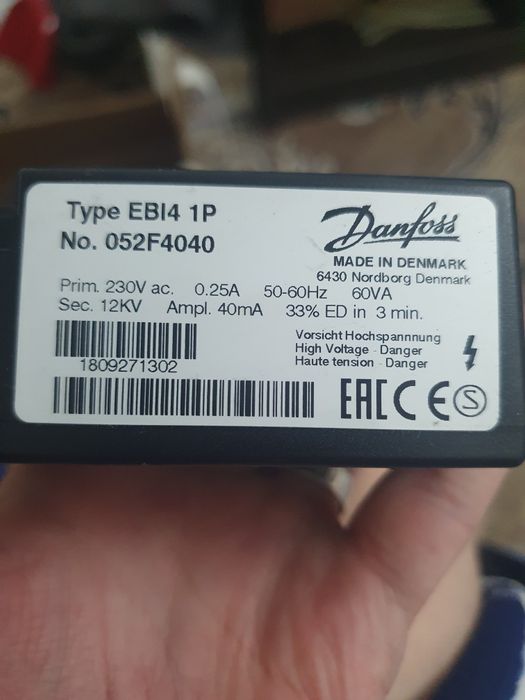 Type EBI4 1P
No. 052F4040
Danfoss
MADE IN DENMARK
6430 Nordborg Denmark
Prim. 230V ac. 0.25A 50-60Hz 60VA
Sec. 12KV Ampl. 40mA 33% ED in 3 min.
1809271302
Vorsicht Hochspannnung
High Voltage - Danger
Haute tension - Danger
EAC CE S